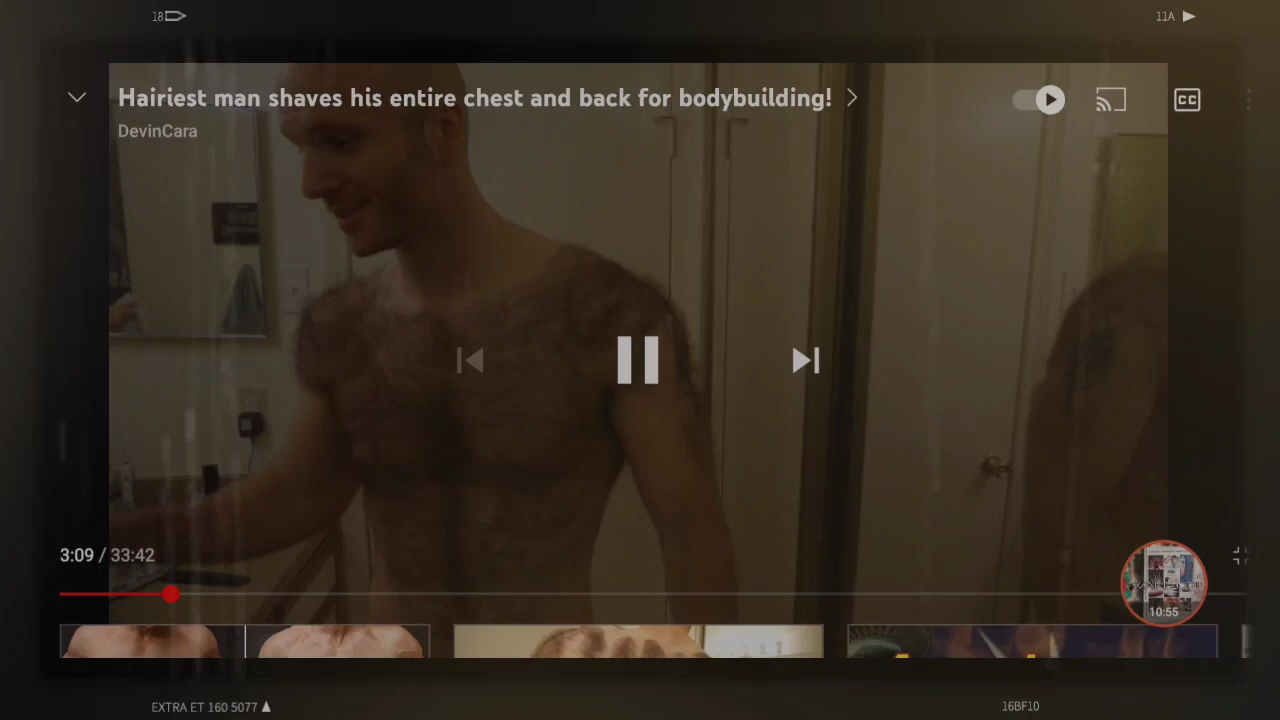 18
11A
Hairiest man shaves his entire chest and back for bodybuilding!
DevinCara
CC
3:09 / 33:42
10:55
EXTRA ET 160 5077
16BF10